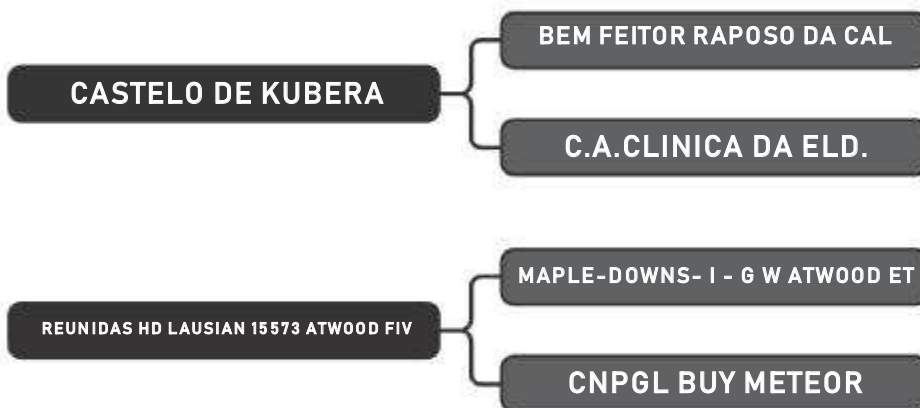 CASTELO DE KUBERA
BEM FEITOR RAPOSO DA CAL
C.A.CLINICA DA ELD.
REUNIDAS HD LAUSIAN 15573 ATWOOD FIV
MAPLE-DOWNS- I - G W ATWOOD ET
CNPGL BUY METEOR